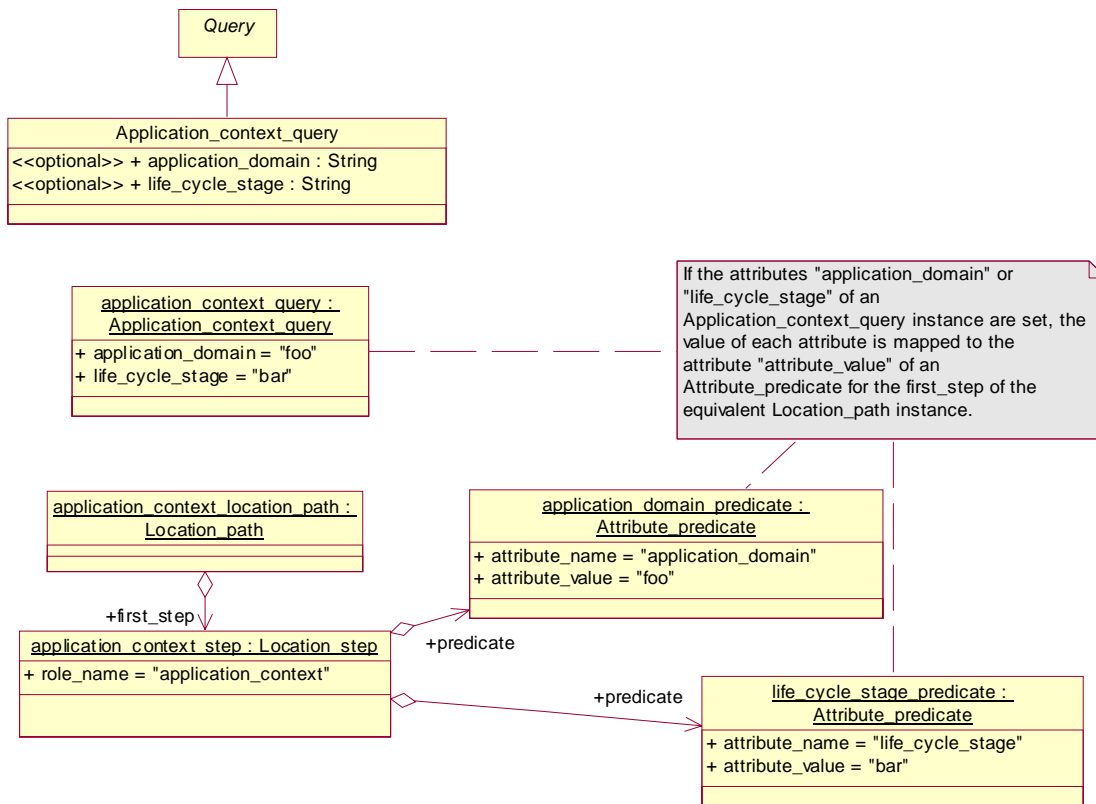 Query
Application_context_query
<<optional>> + application_domain : String
<<optional>> + life_cycle_stage : String
application_context_query :
Application_context_query
+ application_domain = "foo"
+ life_cycle_stage = "bar"
If the attributes "application_domain" or
"life_cycle_stage" of an
Application_context_query instance are set, the
value of each attribute is mapped to the
attribute "attribute_value" of an
Attribute_predicate for the first_step of the
equivalent Location_path instance.
application_context_location_path :
Location_path
+first_step
application_context_step : Location_step
+ role_name = "application_context"
+predicate
application_domain_predicate :
Attribute_predicate
+ attribute_name = "application_domain"
+ attribute_value = "foo"
+predicate
life_cycle_stage_predicate :
Attribute_predicate
+ attribute_name = "life_cycle_stage"
+ attribute_value = "bar"